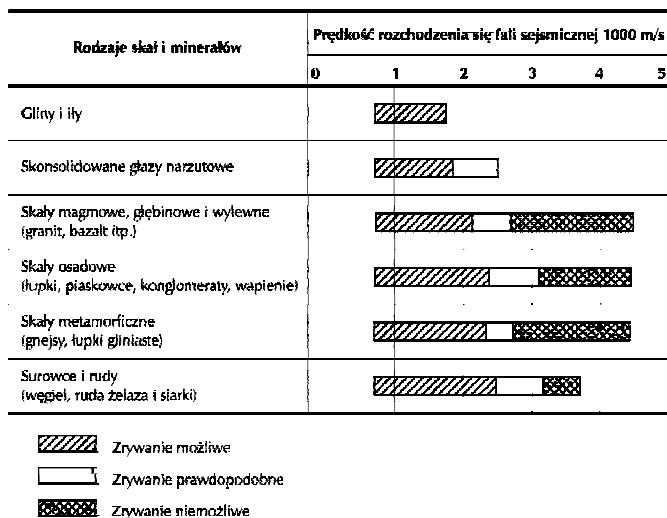 Rodzaje skał i minerałów
Prędkość rozchodzenia się fali sejsmicznej 1000 m/s
0 1 2 3 4 5
Gliny i iły
Skonsolidowane głazy narzutowe
Skały magmowe, głębinowe i wylewne
(granit, bazalt itp.)
Skały osadowe
(łupki, piaskowce, konglomeraty, wapienie)
Skały metamorficzne
(gnejsy, łupki gliniaste)
Surowce i rudy
(węgiel, ruda żelaza i siarki)
Zrywanie możliwe
Zrywanie prawdopodobne
Zrywanie niemożliwe